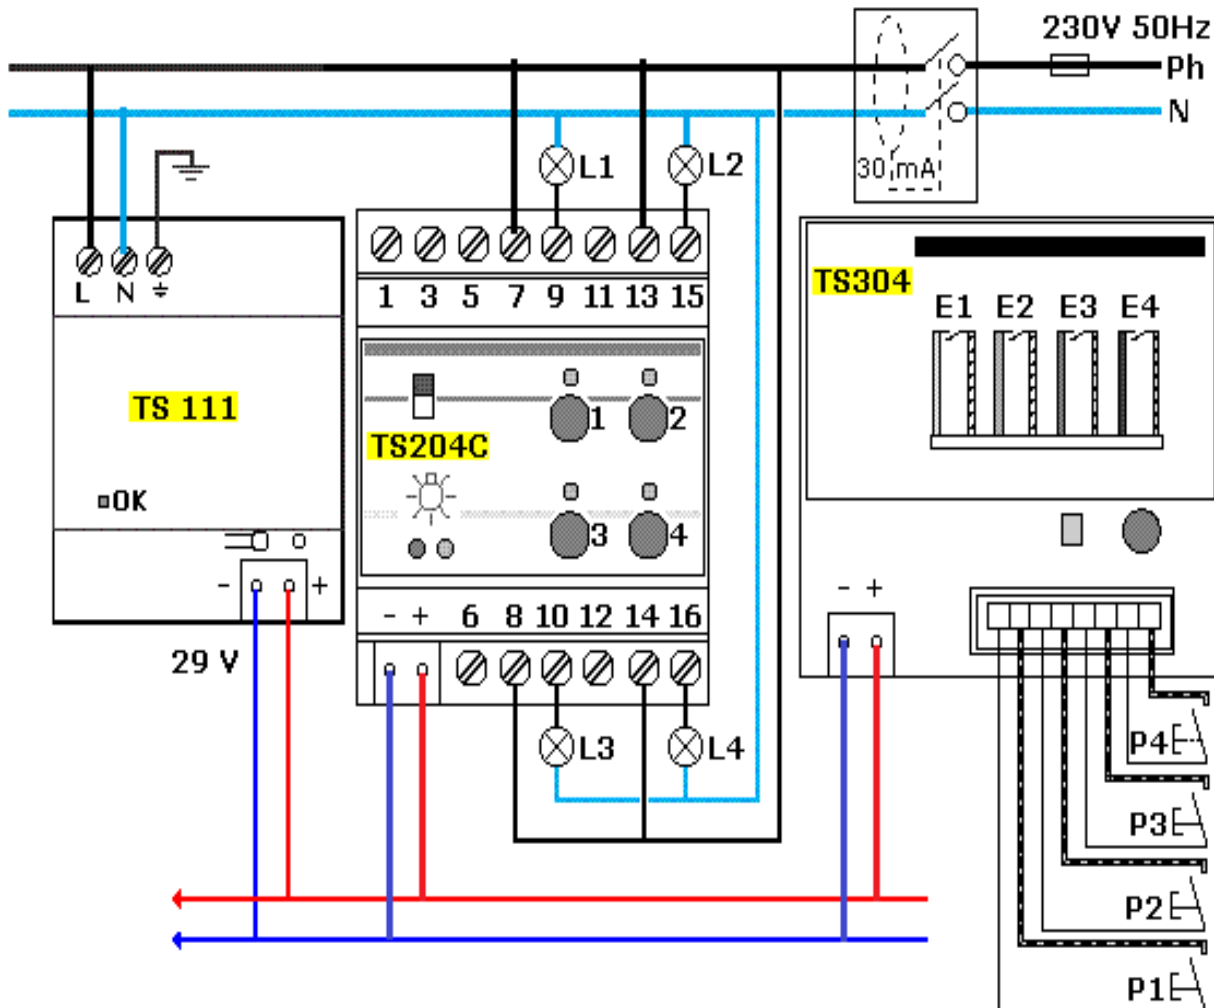 230V 50Hz
Ph
N
30 mA
L1 L2
L N
1 3 5 7 9 11 13 15
TS304
E1 E2 E3 E4
TS 111
1 2
TS204C
OK
3 4
- +
- + 6 8 10 12 14 16
- +
29 V
L3 L4
P4
P3
P2
P1